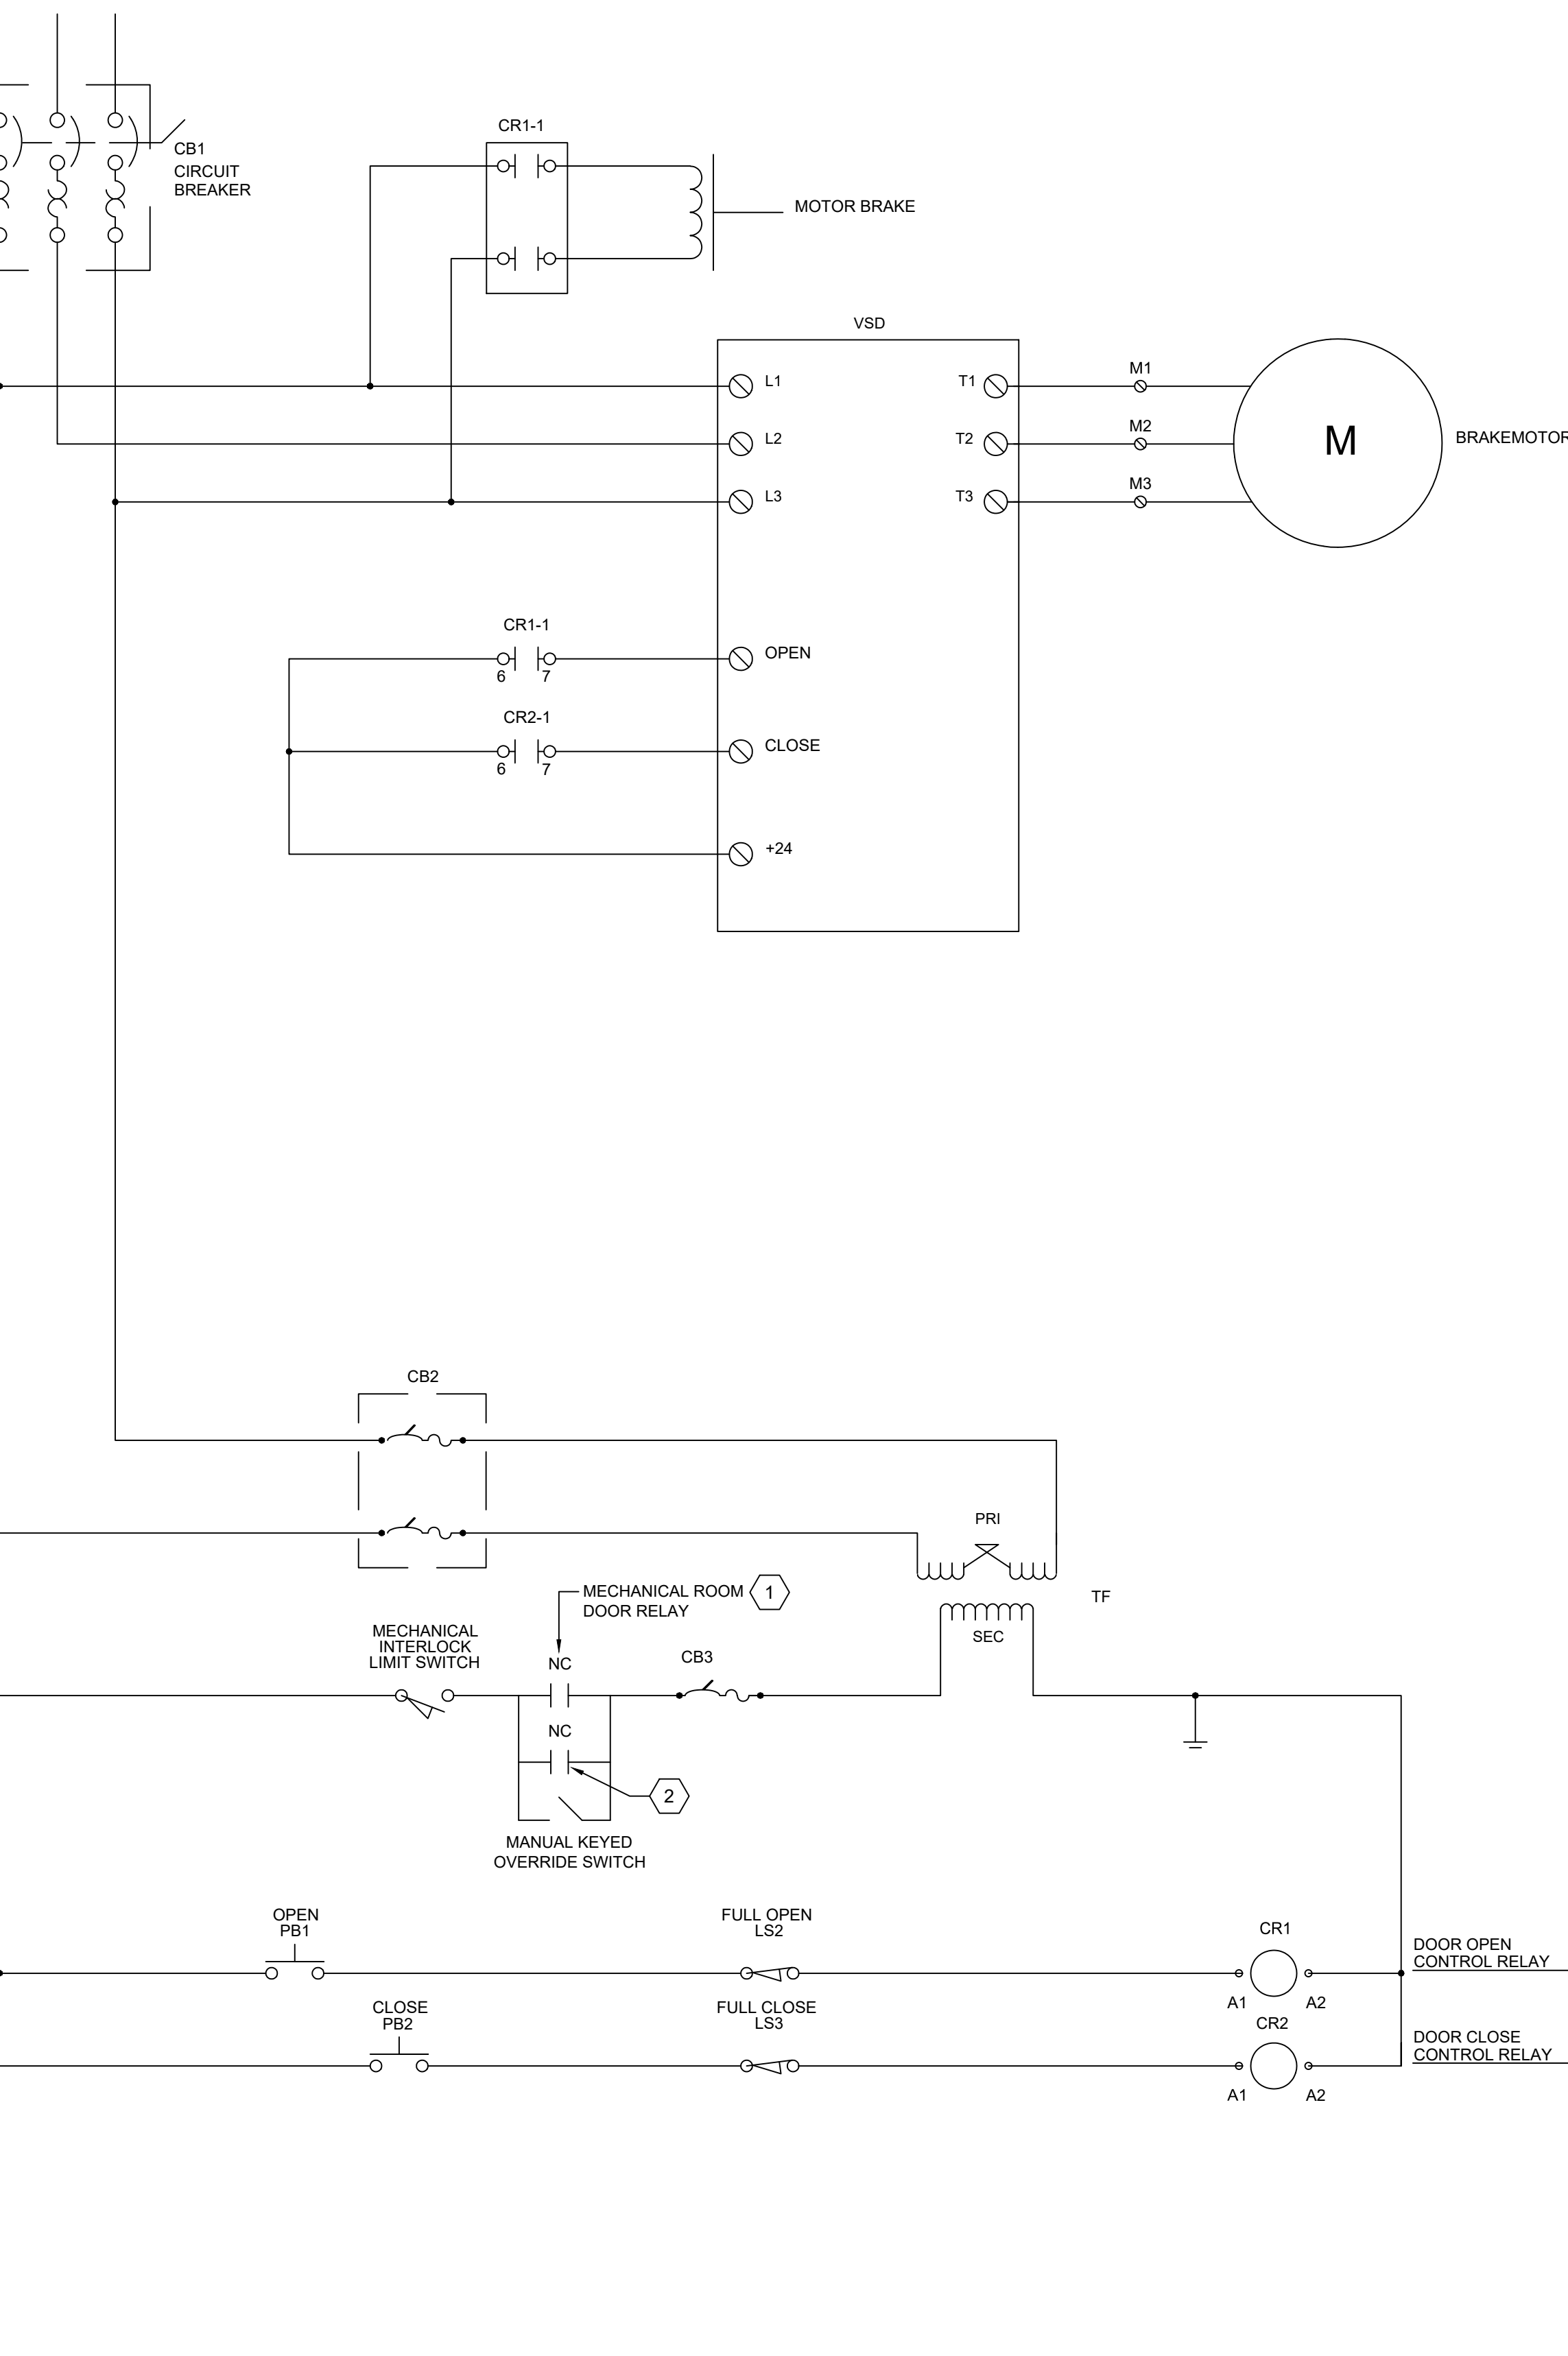 CB1
CIRCUIT
BREAKER
CR1-1
MOTOR BRAKE
VSD
L1
L2
L3
T1
T2
T3
M1
M2
M3
M
BRAKEMOTOR
CR1-1
6 7
OPEN
CR2-1
6 7
CLOSE
+24
CB2
PRI
TF
SEC
MECHANICAL ROOM
DOOR RELAY
1
MECHANICAL
INTERLOCK
LIMIT SWITCH
NC
CB3
NC
2
MANUAL KEYED
OVERRIDE SWITCH
OPEN
PB1
FULL OPEN
LS2
CR1
A1 A2
DOOR OPEN
CONTROL RELAY
CLOSE
PB2
FULL CLOSE
LS3
CR2
A1 A2
DOOR CLOSE
CONTROL RELAY